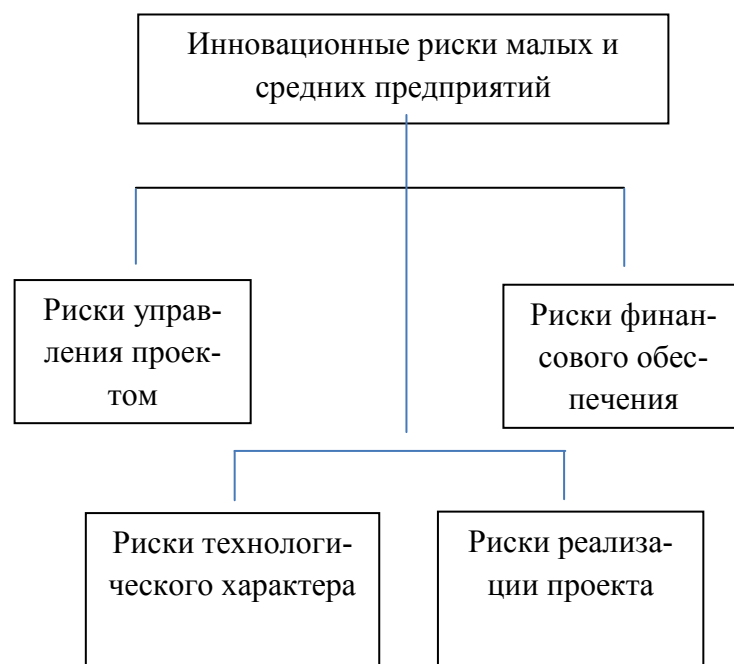 Инновационные риски малых и
средних предприятий
Риски управ-
ления проек-
том
Риски финан-
сового обес-
печения
Риски технологи-
ческого характера
Риски реализа-
ции проекта